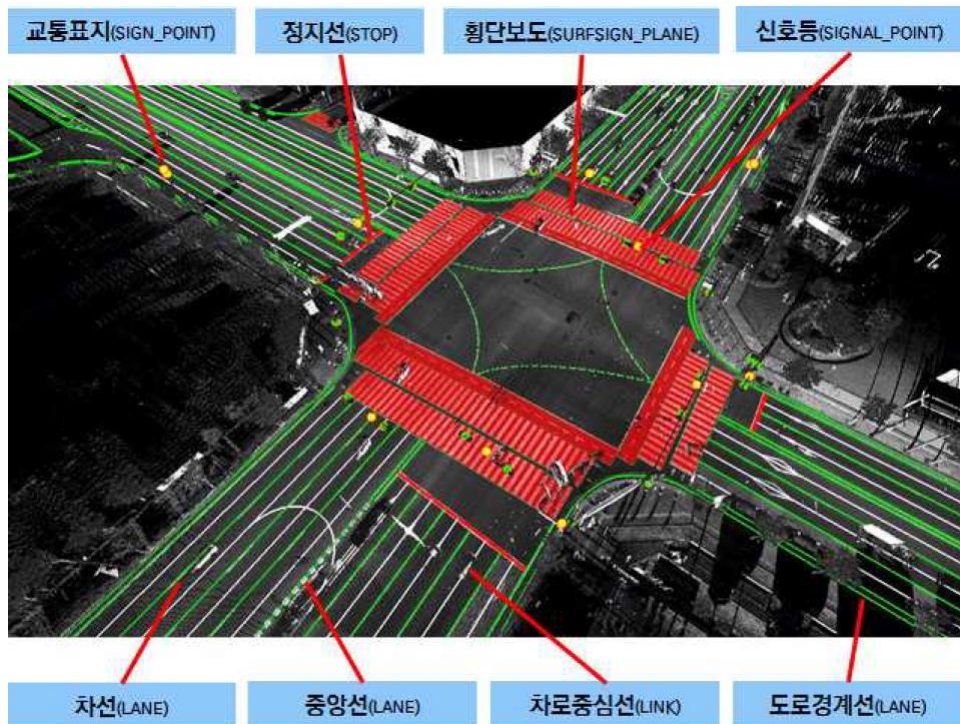 교통표지(SIGN_POINT)
정지선(STOP)
횡단보도(SURFSIGN_PLANE)
신호등(SIGNAL_POINT)
차선(LANE)
중앙선(LANE)
차로중심선(LINK)
도로경계선(LANE)